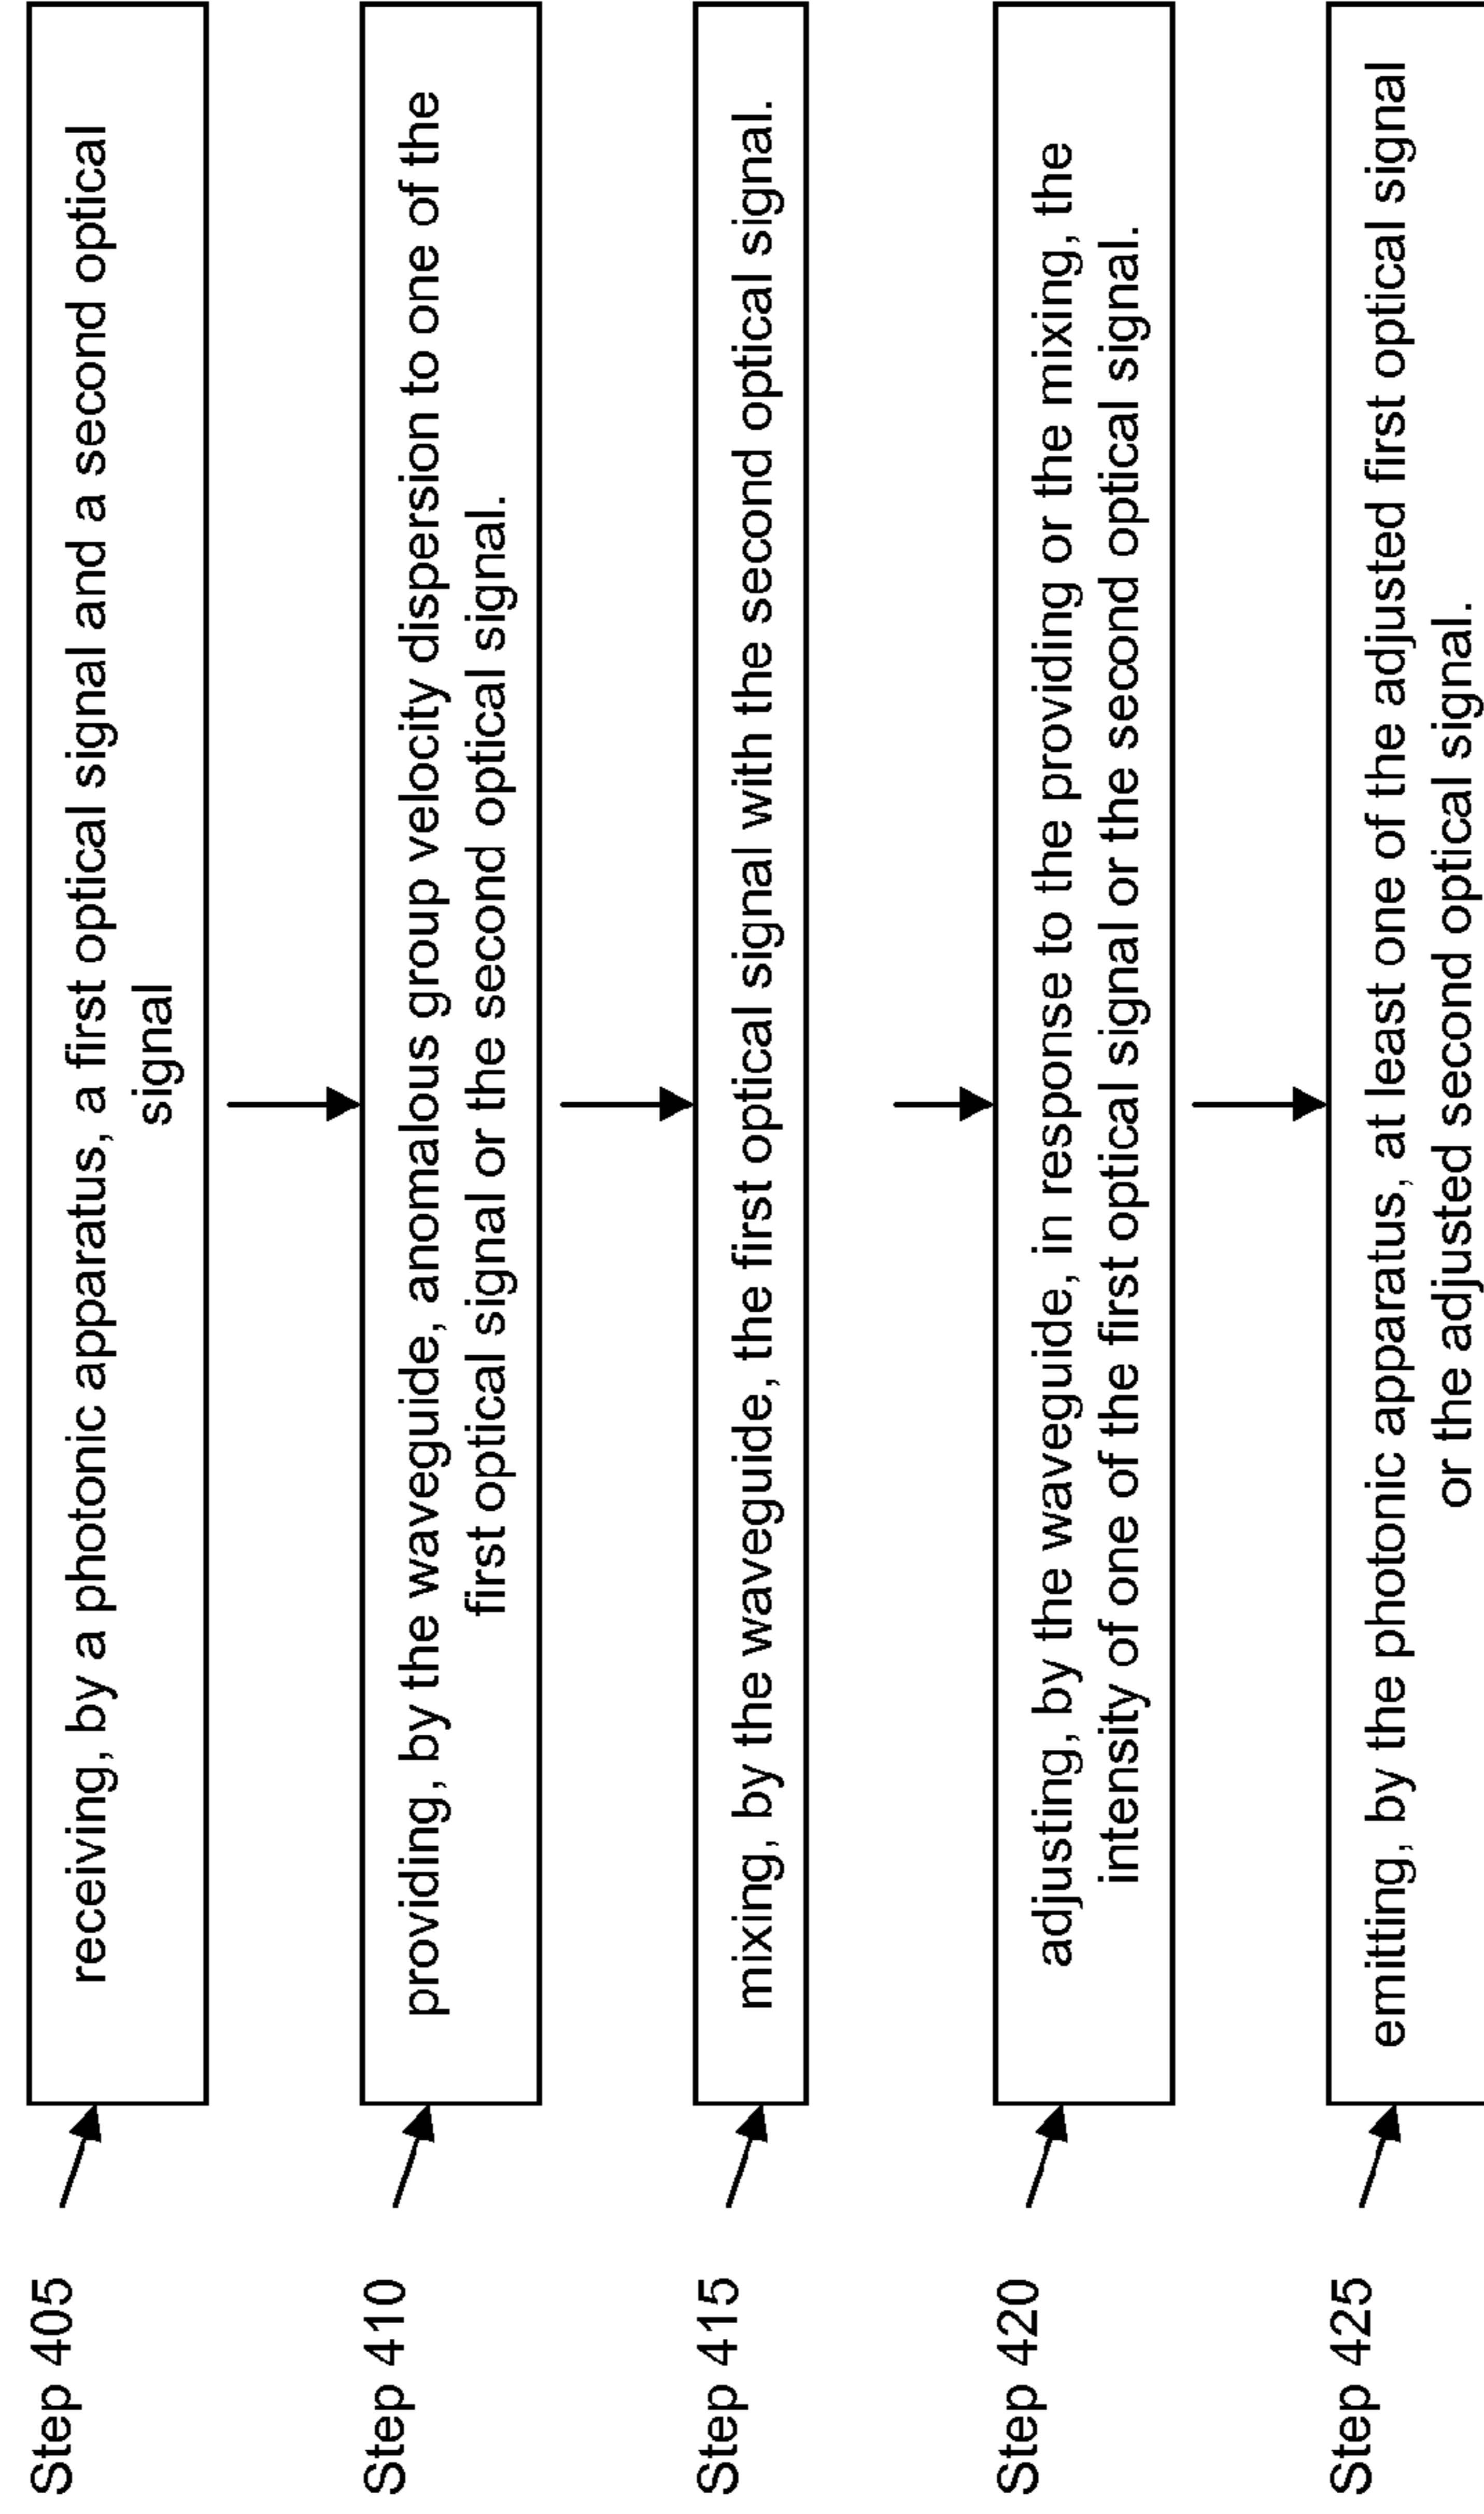 Step 405
receiving, by a photonic apparatus, a first optical signal and a second optical
signal
Step 410
providing, by the waveguide, anomalous group velocity dispersion to one of the
first optical signal or the second optical signal.
Step 415
mixing, by the waveguide, the first optical signal with the second optical signal.
Step 420
adjusting, by the waveguide, in response to the providing or the mixing, the
intensity of one of the first optical signal or the second optical signal.
Step 425
emitting, by the photonic apparatus, at least one of the adjusted first optical signal
or the adjusted second optical signal.